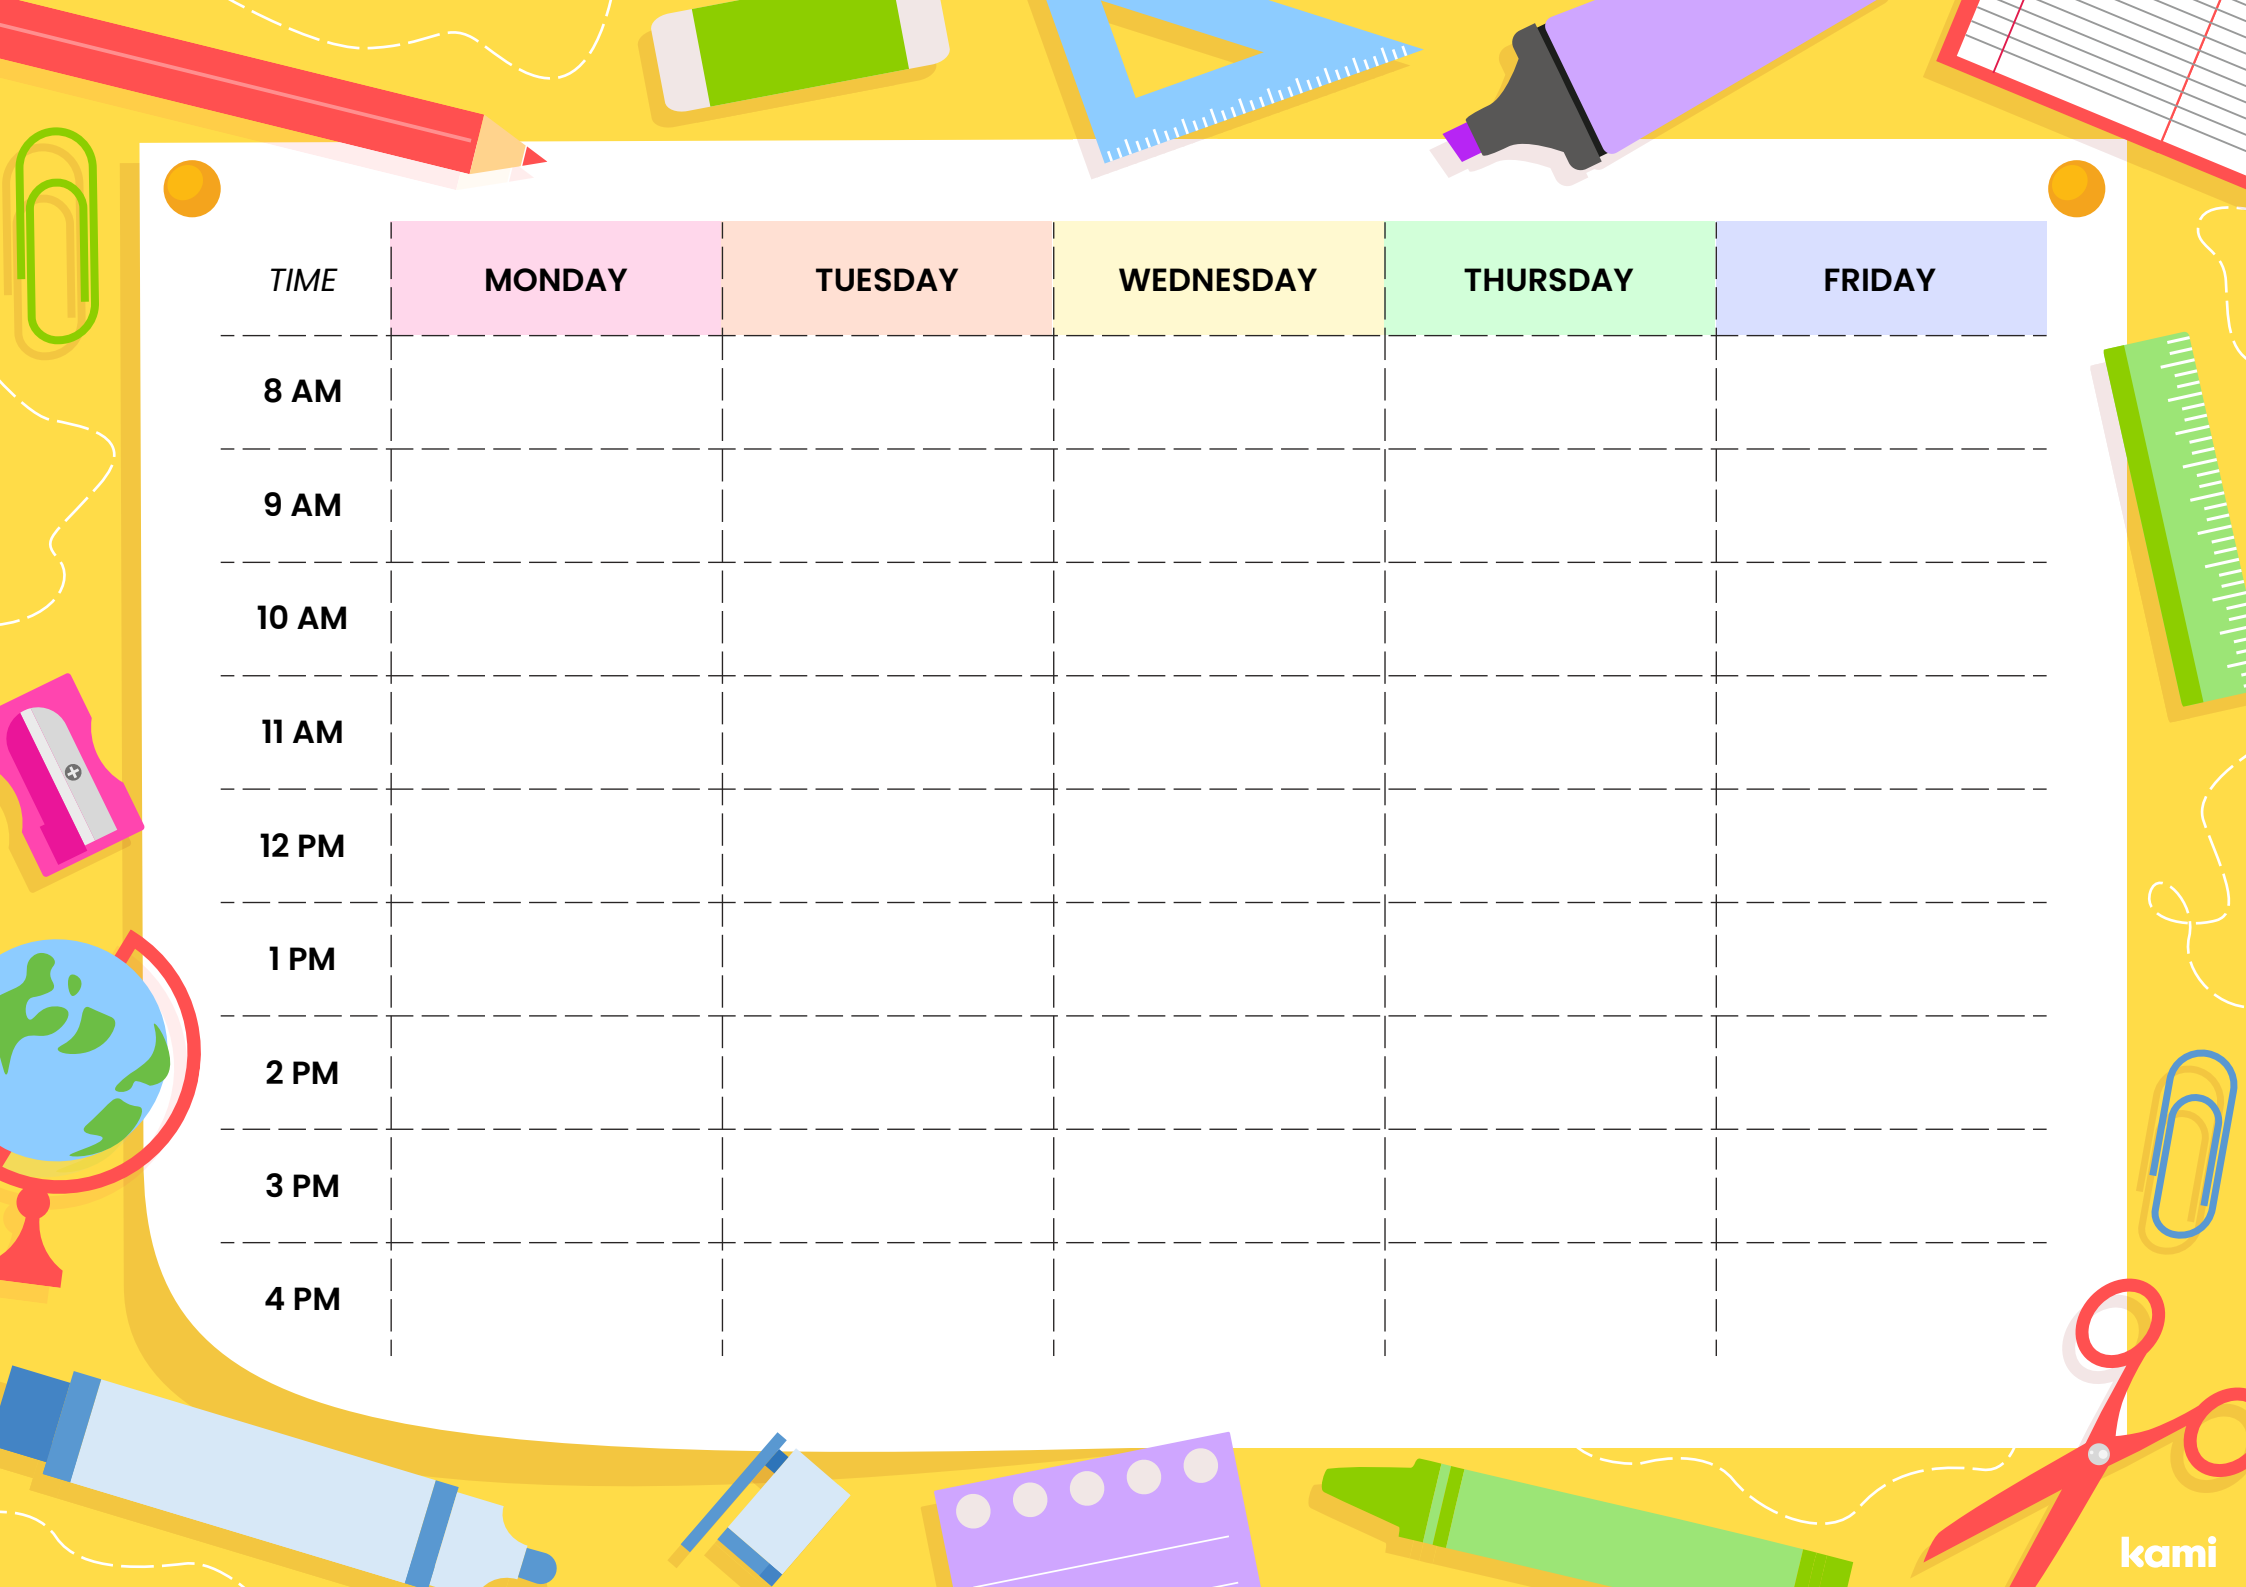 TIME MONDAY TUESDAY WEDNESDAY THURSDAY FRIDAY
8 AM
9 AM
10 AM
11 AM
12 PM
1 PM
2 PM
3 PM
4 PM
kami